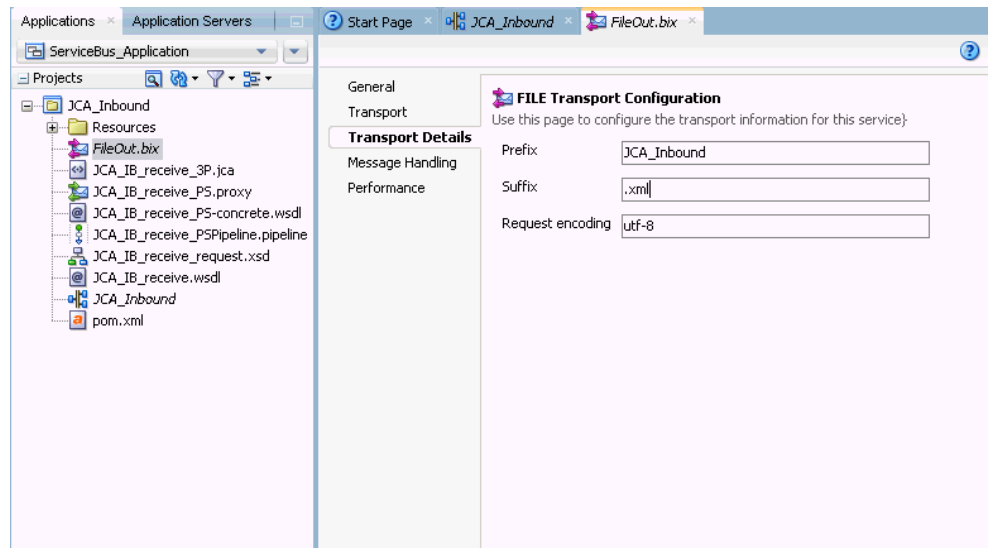 Applications × Application Servers
Start Page × JCA_Inbound × FileOut.bix ×
ServiceBus_Application
Projects
JCA_Inbound
Resources
FileOut.bix
JCA_IB_receive_3P.jca
JCA_IB_receive_PS.proxy
JCA_IB_receive_PS-concrete.wsdl
JCA_IB_receive_PSPipeline.pipeline
JCA_IB_receive_request.xsd
JCA_IB_receive.wsdl
JCA_Inbound
pom.xml
General
Transport
Transport Details
Message Handling
Performance
FILE Transport Configuration
Use this page to configure the transport information for this service}·
Prefix JCA_Inbound
Suffix .xml
Request encoding utf-8